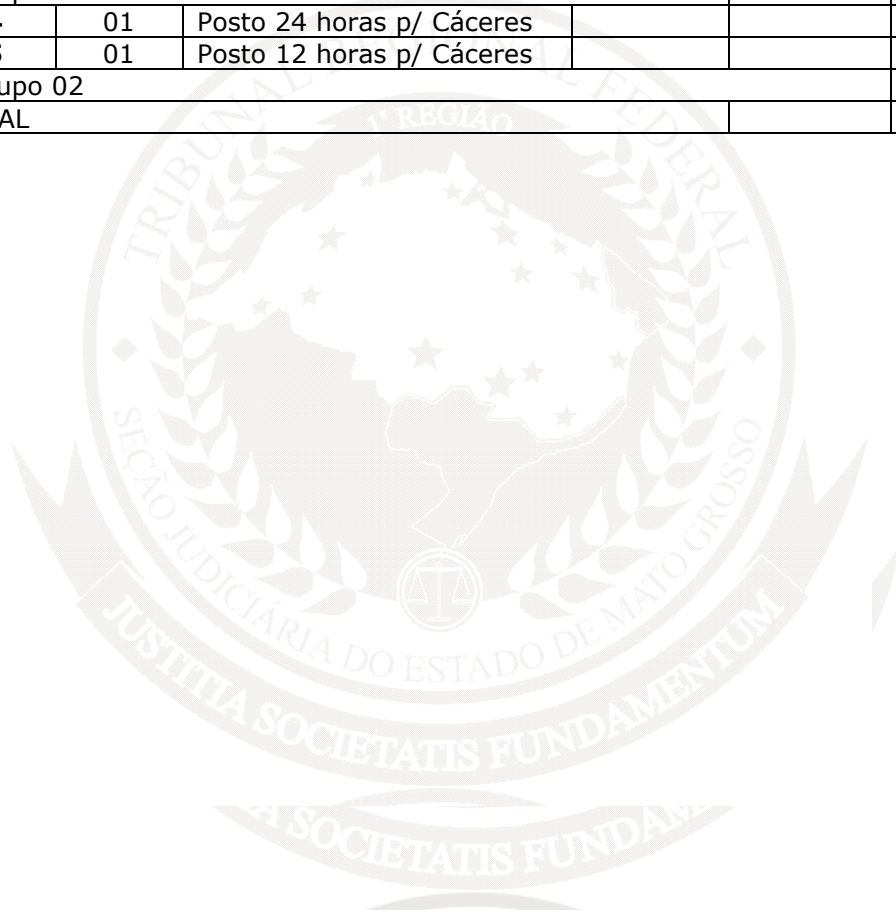 01 Posto 24 horas p/ Cáceres
01 Posto 12 horas p/ Cáceres
upo 02
AL
TRIBUNAL REGIONAL FEDERAL
1ª REGIÃO
SEÇÃO JUDICIÁRIA DO ESTADO DE MATO GROSSO
JUSTITIA SOCIETATIS FUNDAMENTUM
SOCIETATIS FUNDAM